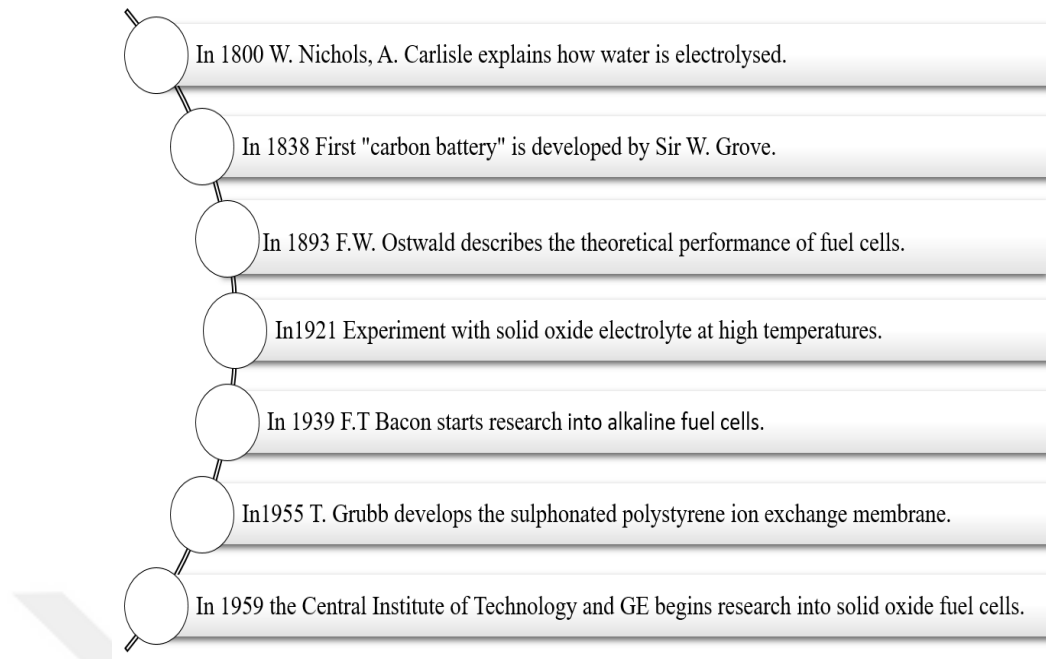 In 1800 W. Nichols, A. Carlisle explains how water is electrolysed.
In 1838 First "carbon battery" is developed by Sir W. Grove.
In 1893 F.W. Ostwald describes the theoretical performance of fuel cells.
In1921 Experiment with solid oxide electrolyte at high temperatures.
In 1939 F.T Bacon starts research into alkaline fuel cells.
In1955 T. Grubb develops the sulphonated polystyrene ion exchange membrane.
In 1959 the Central Institute of Technology and GE begins research into solid oxide fuel cells.